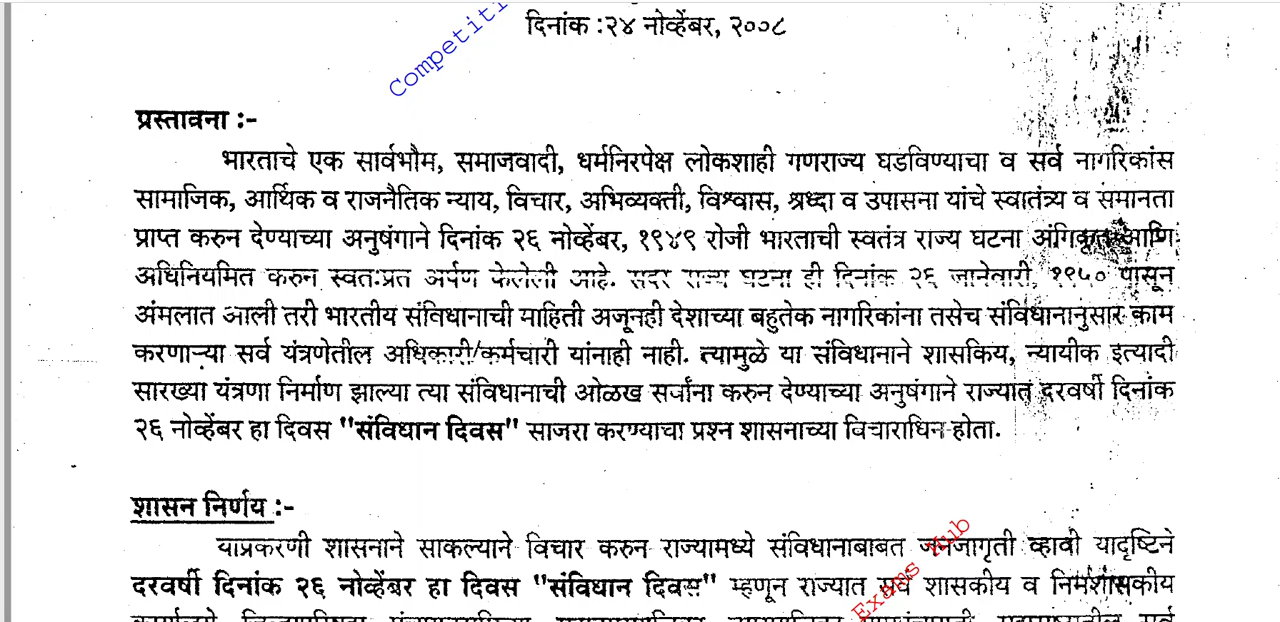 दिनांक :२४ नोव्हेंबर, २००८
Competiti
प्रस्तावना :-
भारताचे एक सार्वभौम, समाजवादी, धर्मनिरपेक्ष लोकशाही गणराज्य घडविण्याचा व सर्व नागरिकांस
सामाजिक, आर्थिक व राजनैतिक न्याय, विचार, अभिव्यक्ती, विश्वास, श्रध्दा व उपासना यांचे स्वातंत्र्य व समानता
प्राप्त करुन देण्याच्या अनुषंगाने दिनांक २६ नोव्हेंबर, १९४९ रोजी भारताची स्वतंत्र राज्य घटना अंगिकृत आणि
अधिनियमित करुन स्वतःप्रत अर्पण केलेली आहे. सदर राज्य घटना ही दिनांक २६ जानेवारी, १९५० पासून
अंमलात आली तरी भारतीय संविधानाची माहिती अजूनही देशाच्या बहुतेक नागरिकांना तसेच संविधानानुसार काम
करणाऱ्या सर्व यंत्रणेतील अधिकारी/कर्मचारी यांनाही नाही. त्यामुळे या संविधानाने शासकिय, न्यायीक इत्यादी
सारख्या यंत्रणा निर्माण झाल्या त्या संविधानाची ओळख सर्वांना करुन देण्याच्या अनुषंगाने राज्यात दरवर्षी दिनांक
२६ नोव्हेंबर हा दिवस "संविधान दिवस" साजरा करण्याचा प्रश्न शासनाच्या विचाराधिन होता.
शासन निर्णय :-
याप्रकरणी शासनाने साकल्याने विचार करुन राज्यामध्ये संविधानाबाबत जनजागृती व्हावी यादृष्टिने
दरवर्षी दिनांक २६ नोव्हेंबर हा दिवस "संविधान दिवस" म्हणून राज्यात सर्व शासकीय व निमशासकीय
Exams Hub